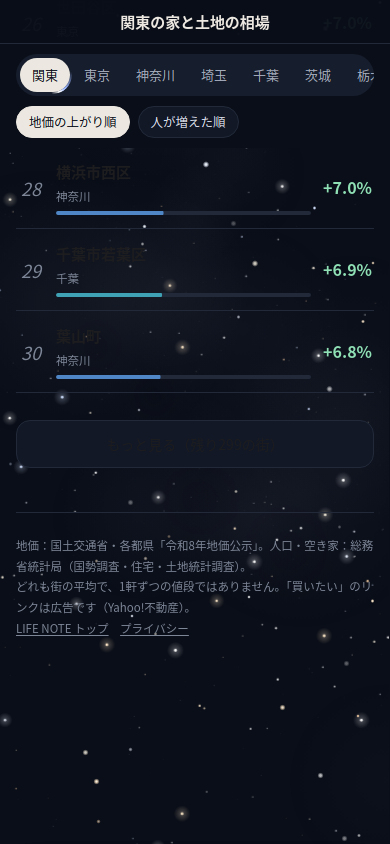 関東の家と土地の相場
+7.0%
関東
東京
神奈川
埼玉
千葉
茨城
栃木
地価の上がり順
人が増えた順
28
横浜市西区
神奈川
+7.0%
29
千葉市若葉区
千葉
+6.9%
30
葉山町
神奈川
+6.8%
地価：国土交通省・各都県「令和8年地価公示」。人口・空き家：総務
省統計局（国勢調査・住宅・土地統計調査）。
どれも街の平均で、1軒ずつの値段ではありません。「買いたい」のリ
ンクは広告です（Yahoo!不動産）。
LIFE NOTE トップ プライバシー